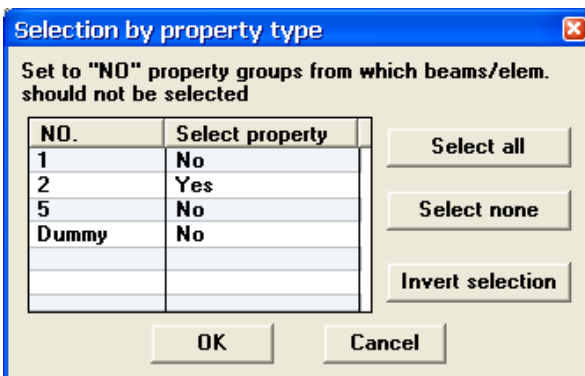 Selection by property type
Set to "NO" property groups from which beams/elem.
should not be selected
NO. Select property
1 No
2 Yes
5 No
Dummy No
Select all
Select none
Invert selection
OK Cancel